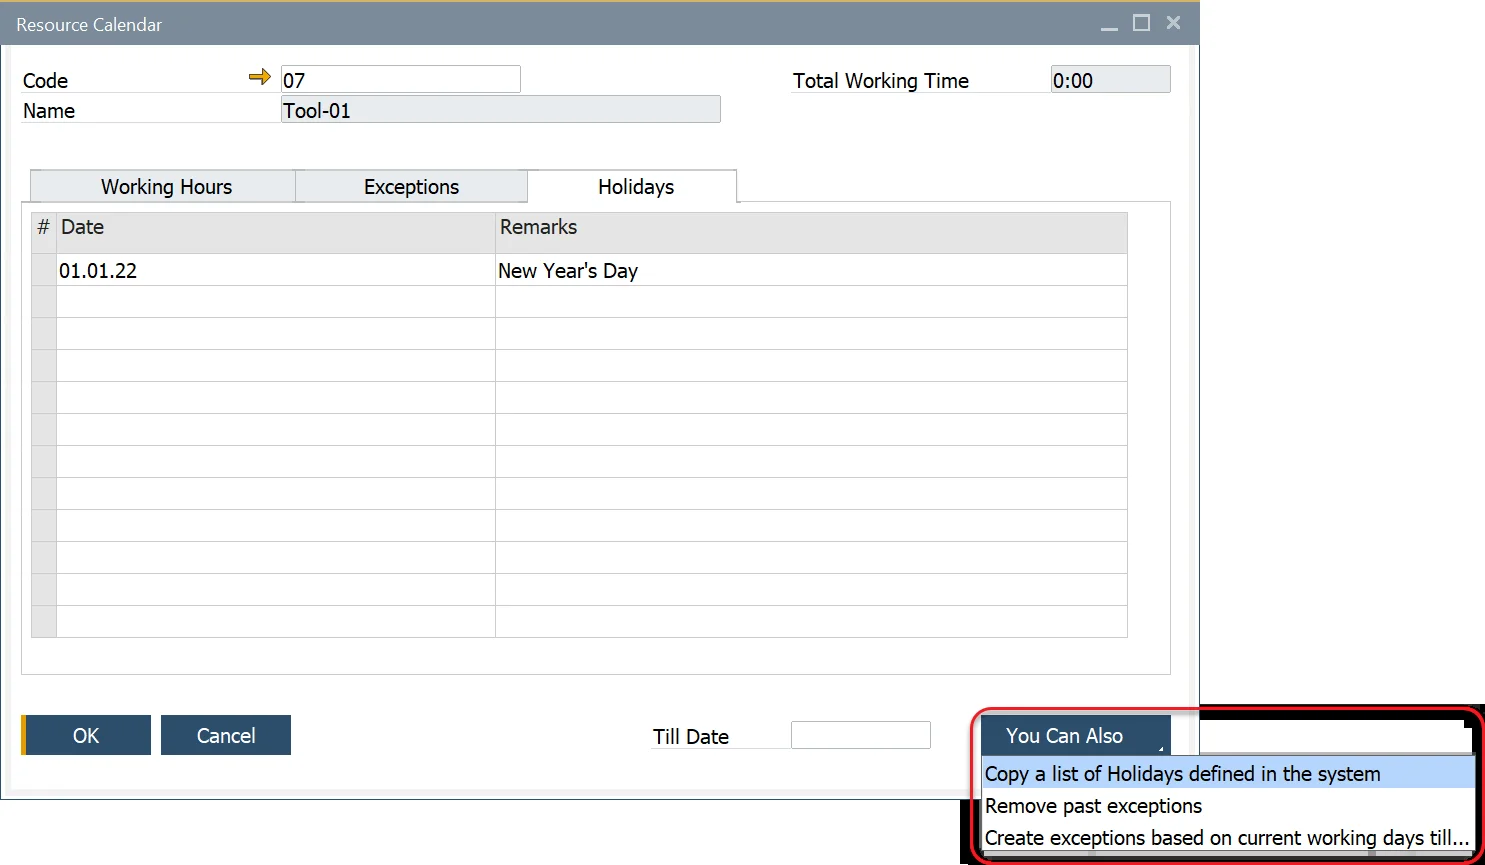 Resource Calendar
Code 07 Total Working Time 0:00
Name Tool-01
Working Hours Exceptions Holidays
# Date Remarks
01.01.22 New Year's Day
OK Cancel Till Date You Can Also
Copy a list of Holidays defined in the system
Remove past exceptions
Create exceptions based on current working days till...